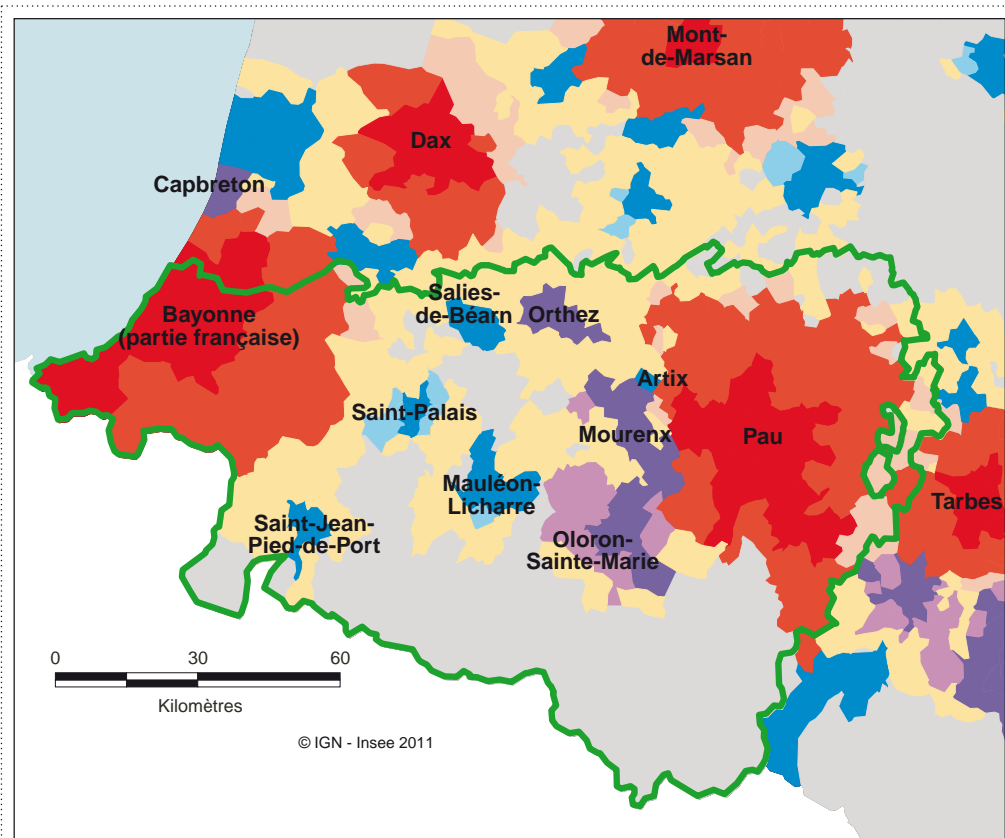 Mont-
de-Marsan
Dax
Capbreton
Salies-
de-Béarn
Orthez
Bayonne
(partie française)
Artix
Saint-Palais
Mourenx
Pau
Mauléon-
Licharre
Tarbes
Saint-Jean-
Pied-de-Port
Oloron-
Sainte-Marie
0 30 60
Kilomètres
© IGN - Insee 2011